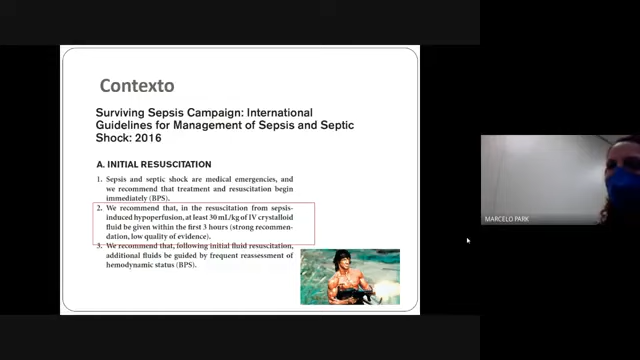 Contexto
Surviving Sepsis Campaign: International
Guidelines for Management of Sepsis and Septic
Shock: 2016
A. INITIAL RESUSCITATION
1. Sepsis and septic shock are medical emergencies, and
we recommend that treatment and resuscitation begin
immediately (BPS).
2. We recommend that, in the resuscitation from sepsis-
induced hypoperfusion, at least 30 mL/kg of IV crystalloid
fluid be given within the first 3 hours (strong recommen-
dation, low quality of evidence).
3. We recommend that, following initial fluid resuscitation,
additional fluids be guided by frequent reassessment of
hemodynamic status (BPS).
MARCELO PARK